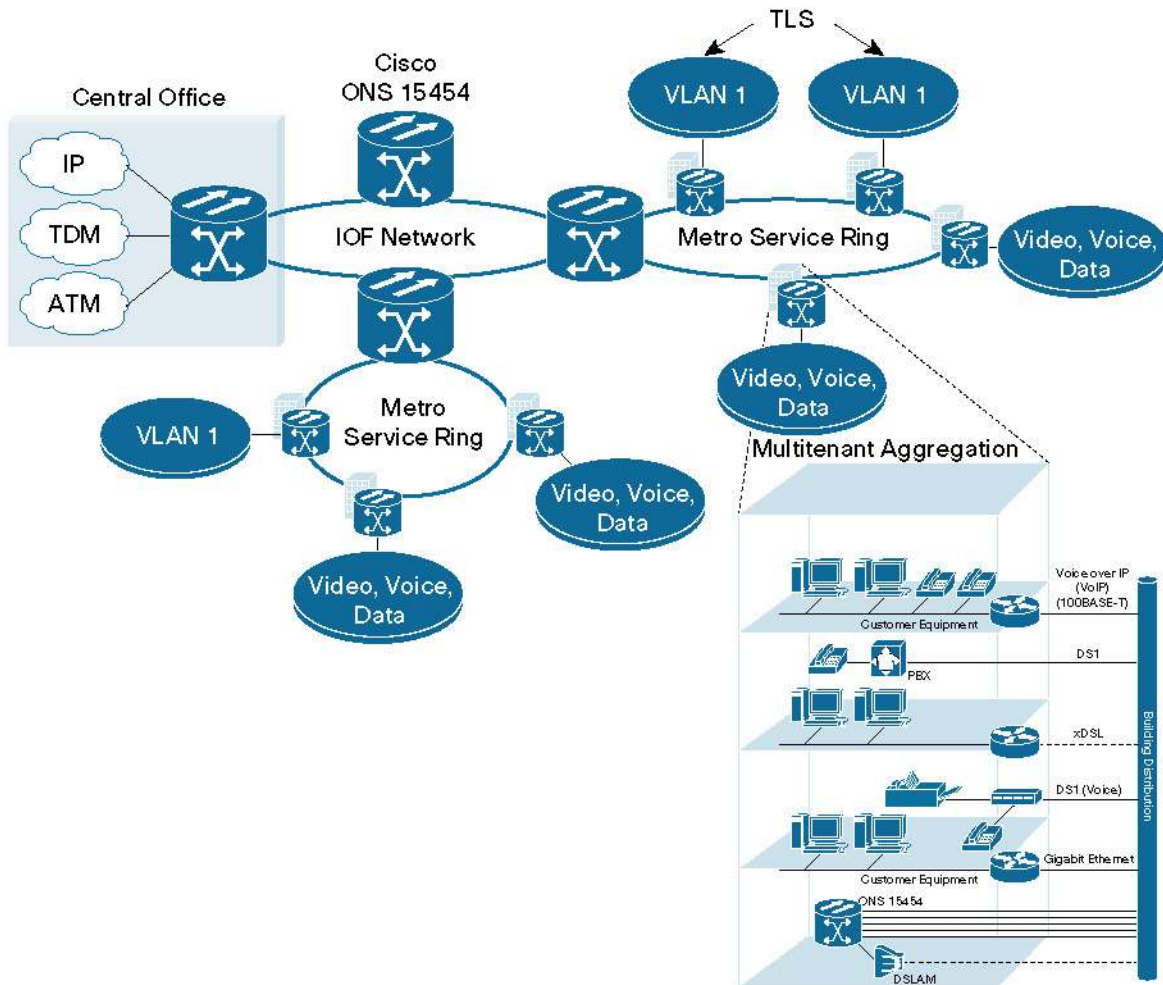 TLS
Cisco
ONS 15454
VLAN 1
VLAN 1
Central Office
IP
TDM
ATM
IOF Network
Metro Service Ring
Video, Voice,
Data
Video, Voice,
Data
VLAN 1
Metro
Service Ring
Video, Voice,
Data
Video, Voice,
Data
Multitenant Aggregation
Voice over IP
(VoIP)
(100BASE-T)
Customer Equipment
DS1
PBX
xDSL
DS1 (Voice)
Gigabit Ethernet
Customer Equipment
ONS 15454
DSLAM
Building Distribution